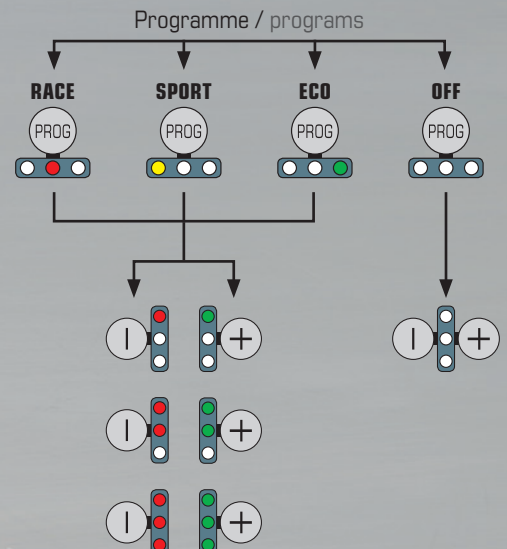 Programme / programs
RACE SPORT ECO OFF
PROG PROG PROG PROG
− + − +
− +
− +